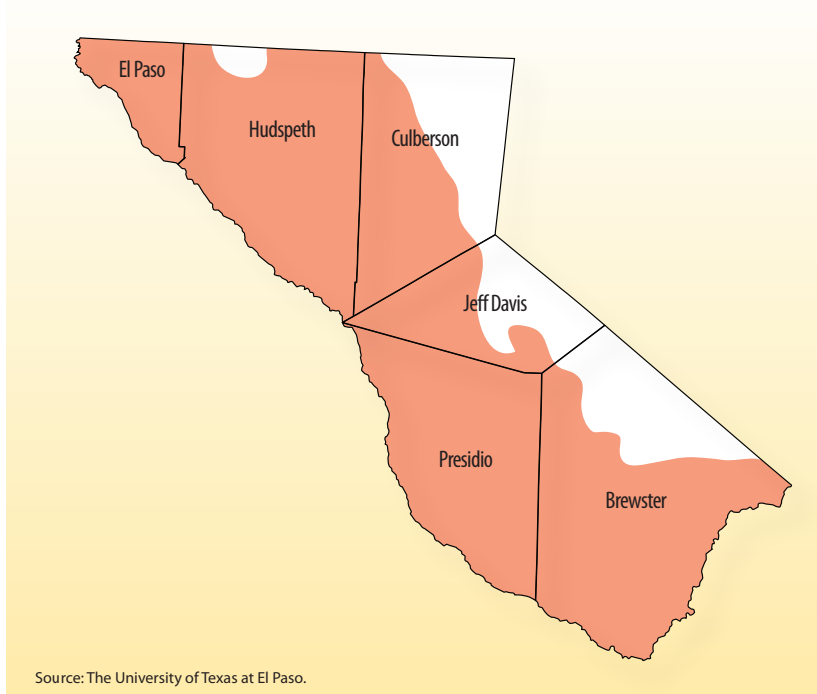 El Paso
Hudspeth
Culberson
Jeff Davis
Presidio
Brewster
Source: The University of Texas at El Paso.